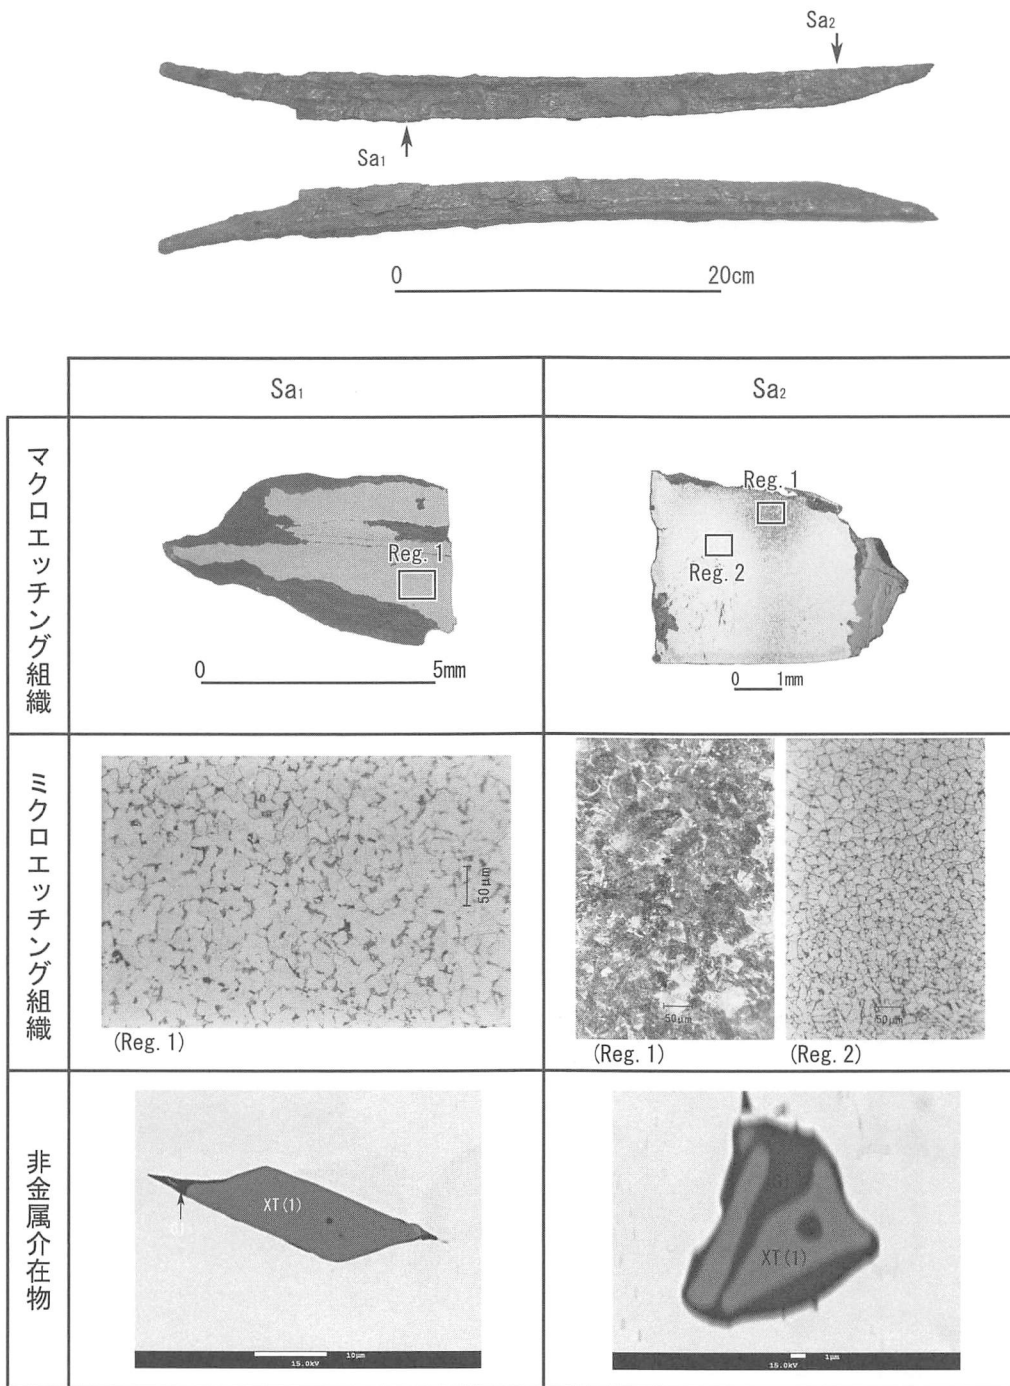 Sa₂
Sa₁
0 20cm
Sa₁ Sa₂
マクロエッチング組織
Reg. 1
0 5mm
Reg. 1
Reg. 2
0 1mm
ミクロエッチング組織
50μm
(Reg. 1)
50μm
(Reg. 1)
50μm
(Reg. 2)
非金属介在物
XT(1)
10μm
15.0kV
XT(1)
1μm
15.0kV